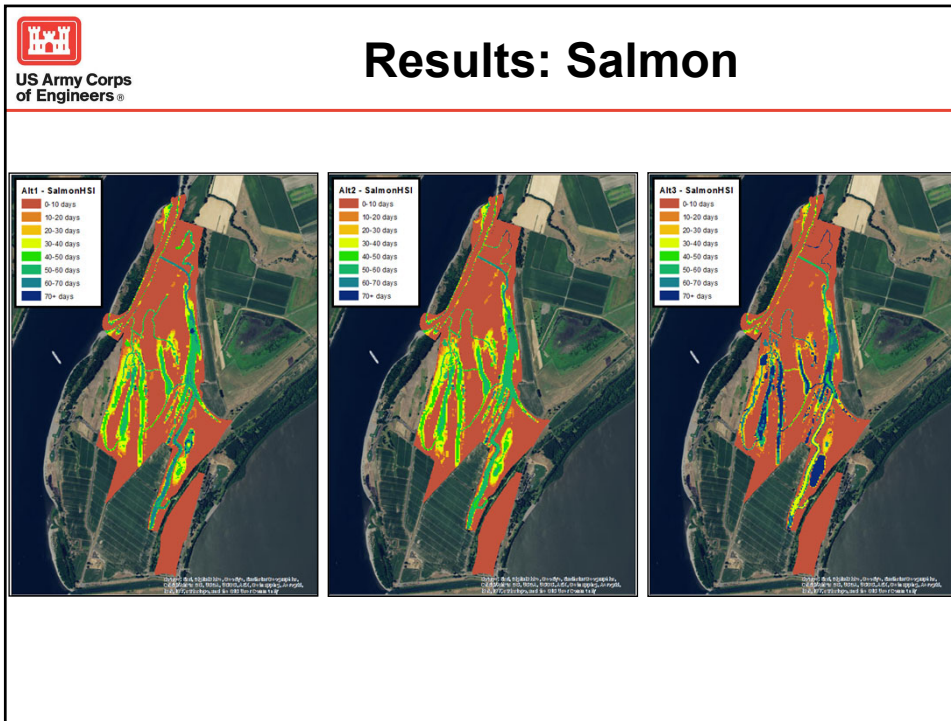 US Army Corps
of Engineers ®
Results: Salmon
Alt1 - SalmonHSI
0-10 days
10-20 days
20-30 days
30-40 days
40-50 days
50-60 days
60-70 days
70+ days
Alt2 - SalmonHSI
0-10 days
10-20 days
20-30 days
30-40 days
40-50 days
50-60 days
60-70 days
70+ days
Alt3 - SalmonHSI
0-10 days
10-20 days
20-30 days
30-40 days
40-50 days
50-60 days
60-70 days
70+ days